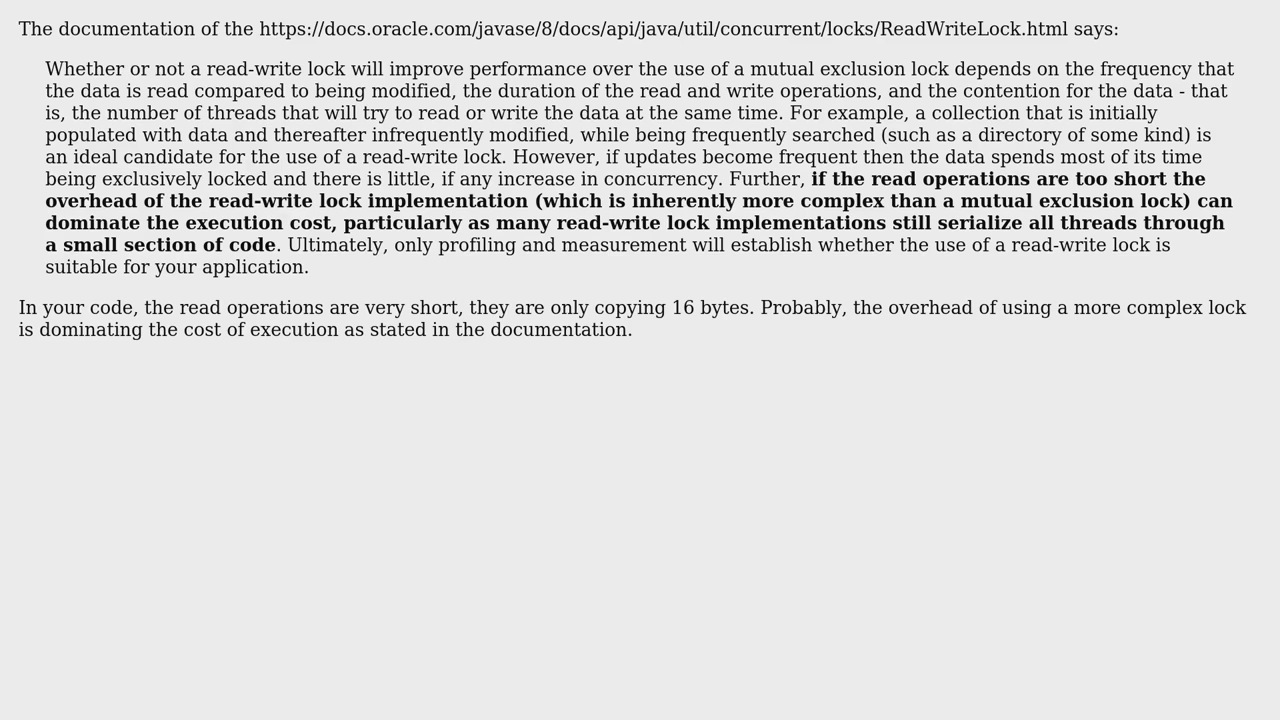 The documentation of the https://docs.oracle.com/javase/8/docs/api/java/util/concurrent/locks/ReadWriteLock.html says:
Whether or not a read-write lock will improve performance over the use of a mutual exclusion lock depends on the frequency that
the data is read compared to being modified, the duration of the read and write operations, and the contention for the data - that
is, the number of threads that will try to read or write the data at the same time. For example, a collection that is initially
populated with data and thereafter infrequently modified, while being frequently searched (such as a directory of some kind) is
an ideal candidate for the use of a read-write lock. However, if updates become frequent then the data spends most of its time
being exclusively locked and there is little, if any increase in concurrency. Further, if the read operations are too short the
overhead of the read-write lock implementation (which is inherently more complex than a mutual exclusion lock) can
dominate the execution cost, particularly as many read-write lock implementations still serialize all threads through
a small section of code. Ultimately, only profiling and measurement will establish whether the use of a read-write lock is
suitable for your application.
In your code, the read operations are very short, they are only copying 16 bytes. Probably, the overhead of using a more complex lock
is dominating the cost of execution as stated in the documentation.